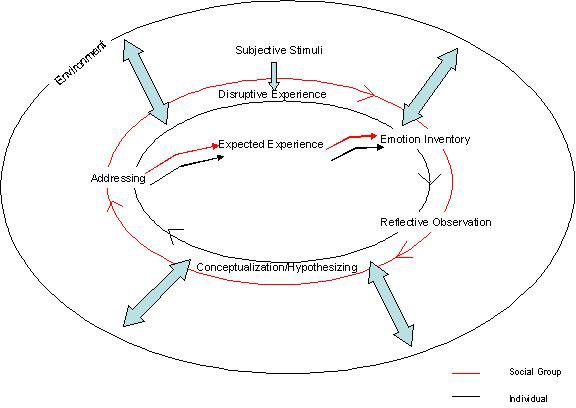 Environment
Subjective Stimuli
Disruptive Experience
Expected Experience
Emotion Inventory
Addressing
Reflective Observation
Conceptualization/Hypothesizing
Social Group
Individual